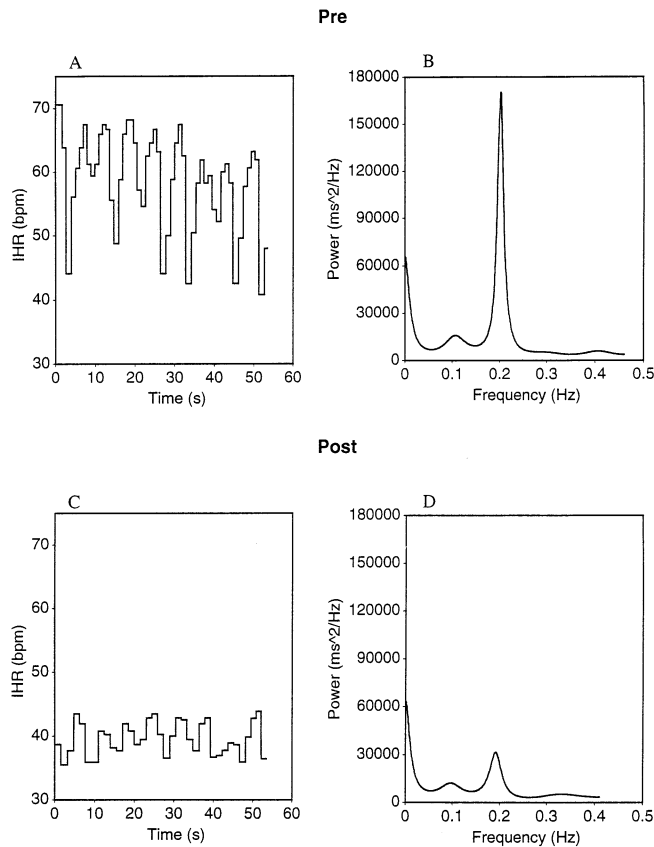 Pre
A
B
IHR (bpm)
70
60
50
40
30
0 10 20 30 40 50 60
Time (s)
Power (ms^2/Hz)
180000
150000
120000
90000
60000
30000
0
0 0.1 0.2 0.3 0.4 0.5
Frequency (Hz)
Post
C
D
IHR (bpm)
70
60
50
40
30
0 10 20 30 40 50 60
Time (s)
Power (ms^2/Hz)
180000
150000
120000
90000
60000
30000
0
0 0.1 0.2 0.3 0.4 0.5
Frequency (Hz)